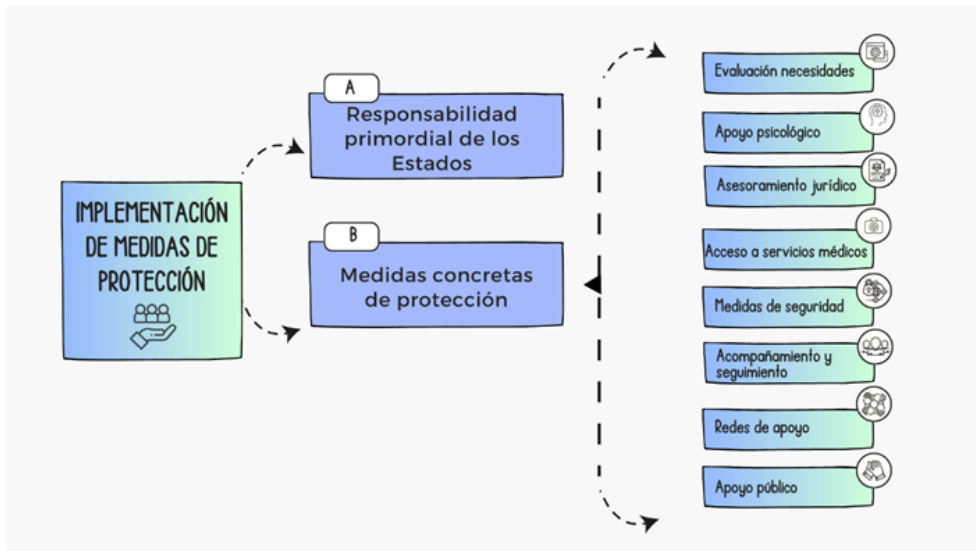 IMPLEMENTACIÓN
DE MEDIDAS DE
PROTECCIÓN
A
Responsabilidad
primordial de los
Estados
B
Medidas concretas
de protección
Evaluación necesidades
Apoyo psicológico
Asesoramiento jurídico
Acceso a servicios médicos
Medidas de seguridad
Acompañamiento y
seguimiento
Redes de apoyo
Apoyo público